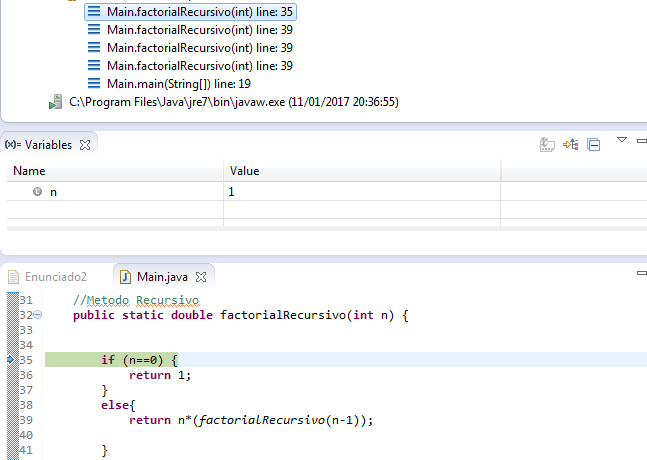 Main.factorialRecursivo(int) line: 35
Main.factorialRecursivo(int) line: 39
Main.factorialRecursivo(int) line: 39
Main.factorialRecursivo(int) line: 39
Main.main(String[]) line: 19
C:\Program Files\Java\jre7\bin\javaw.exe (11/01/2017 20:36:55)
(x)= Variables
Name Value
n 1
Enunciado2 Main.java
31 //Metodo Recursivo
32 public static double factorialRecursivo(int n) {
33
34
35 if (n==0) {
36 return 1;
37 }
38 else{
39 return n*(factorialRecursivo(n-1));
40
41 }